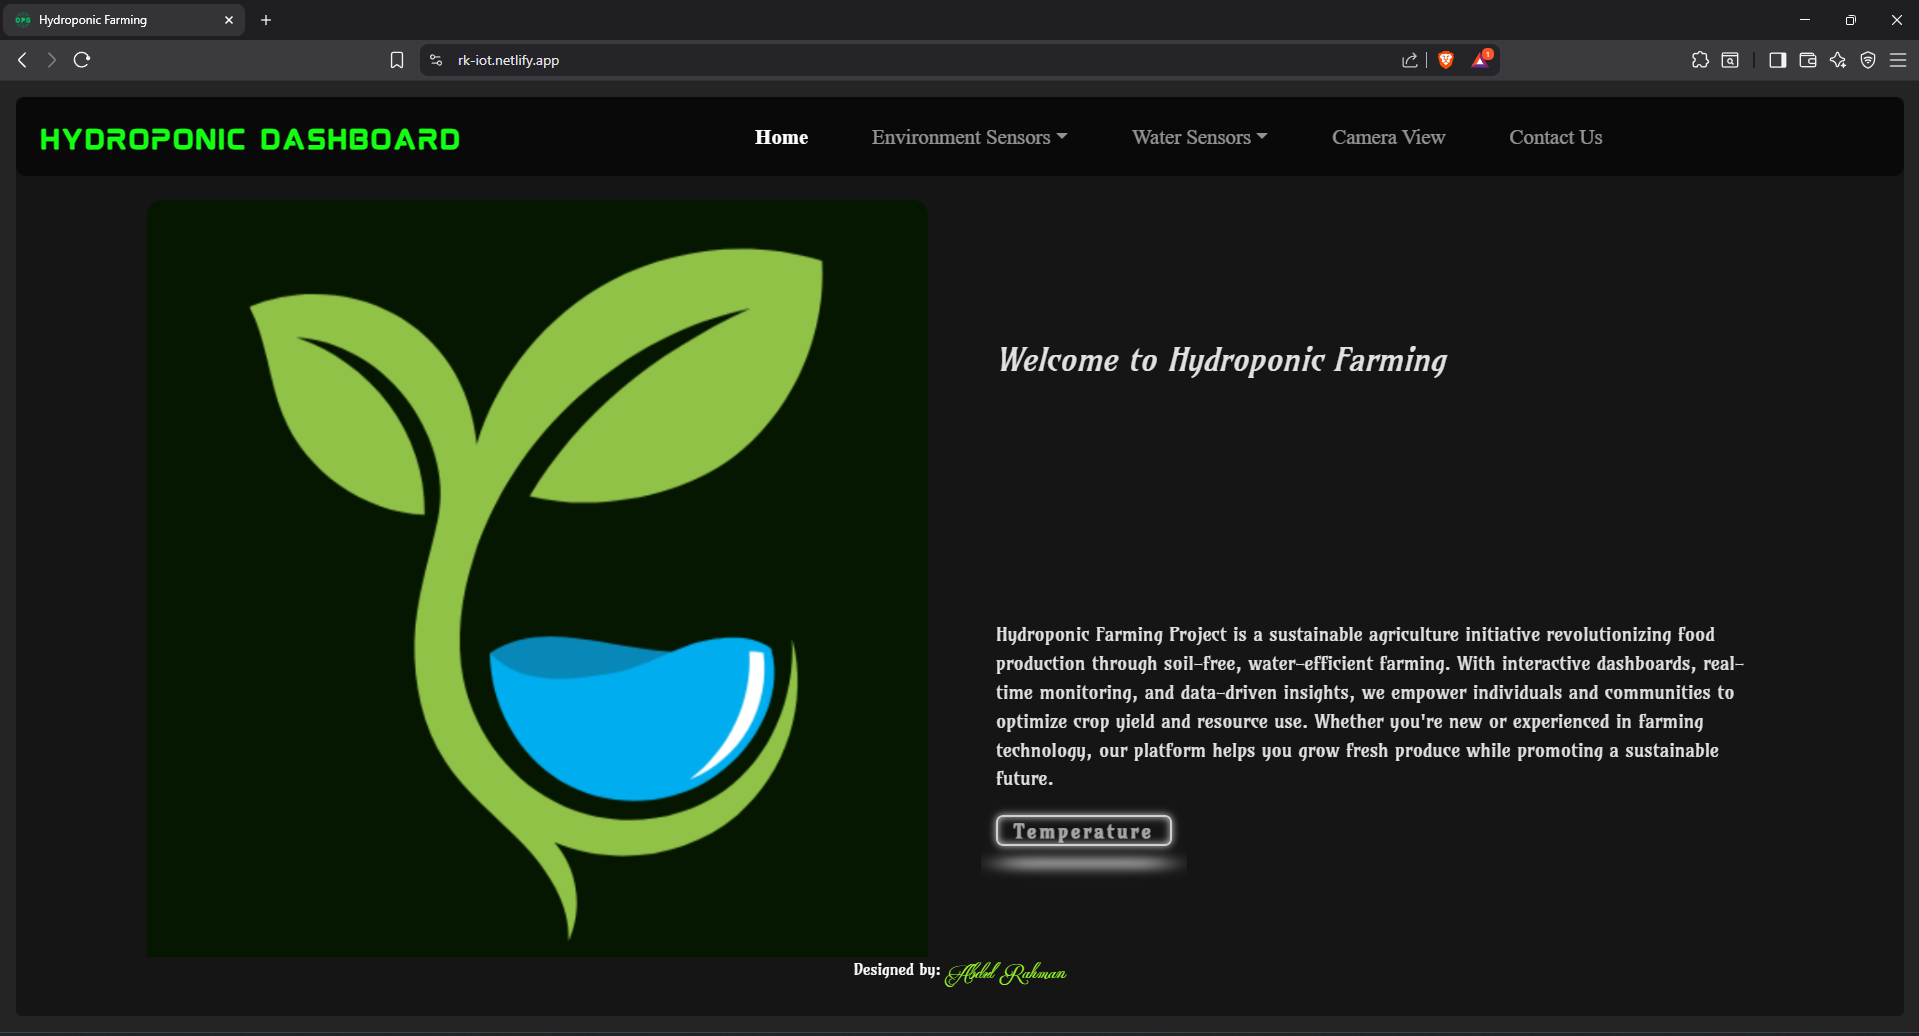 Hydroponic Farming
rk-iot.netlify.app
1
HYDROPONIC DASHBOARD
Home
Environment Sensors
Water Sensors
Camera View
Contact Us
Welcome to Hydroponic Farming
Hydroponic Farming Project is a sustainable agriculture initiative revolutionizing food
production through soil-free, water-efficient farming. With interactive dashboards, real-
time monitoring, and data-driven insights, we empower individuals and communities to
optimize crop yield and resource use. Whether you're new or experienced in farming
technology, our platform helps you grow fresh produce while promoting a sustainable
future.
Temperature
Designed by: Abdul Rahman